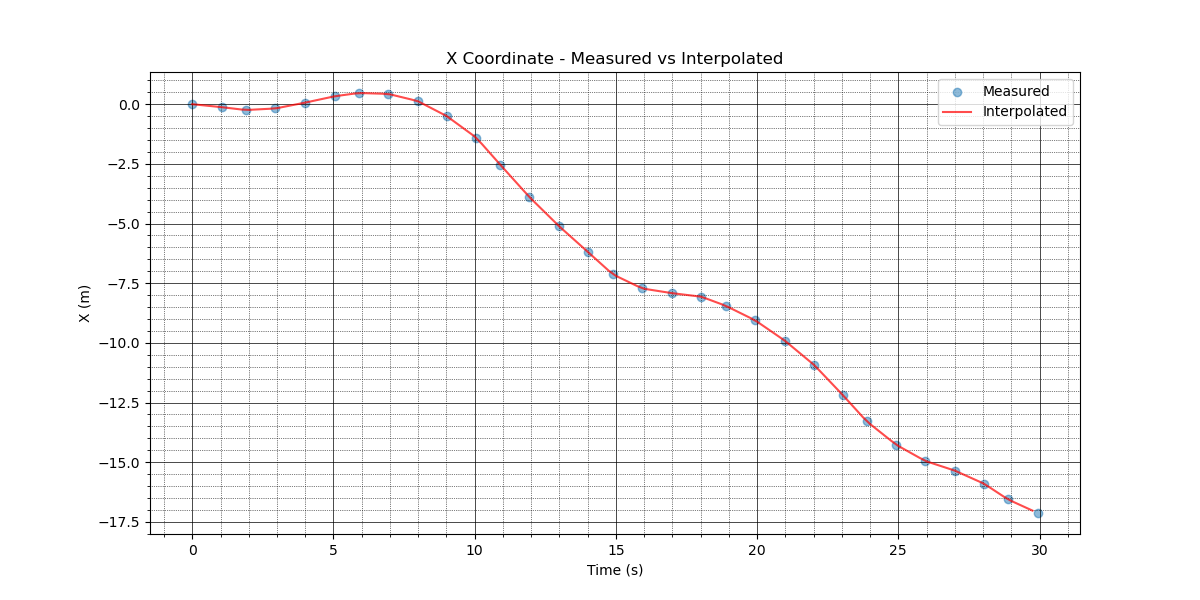 X Coordinate - Measured vs Interpolated
Measured
Interpolated
X (m)
0.0
−2.5
−5.0
−7.5
−10.0
−12.5
−15.0
−17.5
0 5 10 15 20 25 30
Time (s)